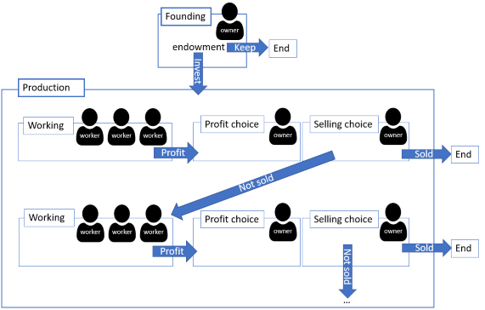 Founding
owner
endowment
Keep
End
Invest
Production
Working
worker
worker
worker
Profit
Profit choice
owner
Selling choice
owner
Sold
End
Not sold
Working
worker
worker
worker
Profit
Profit choice
owner
Selling choice
owner
Sold
End
Not sold
...